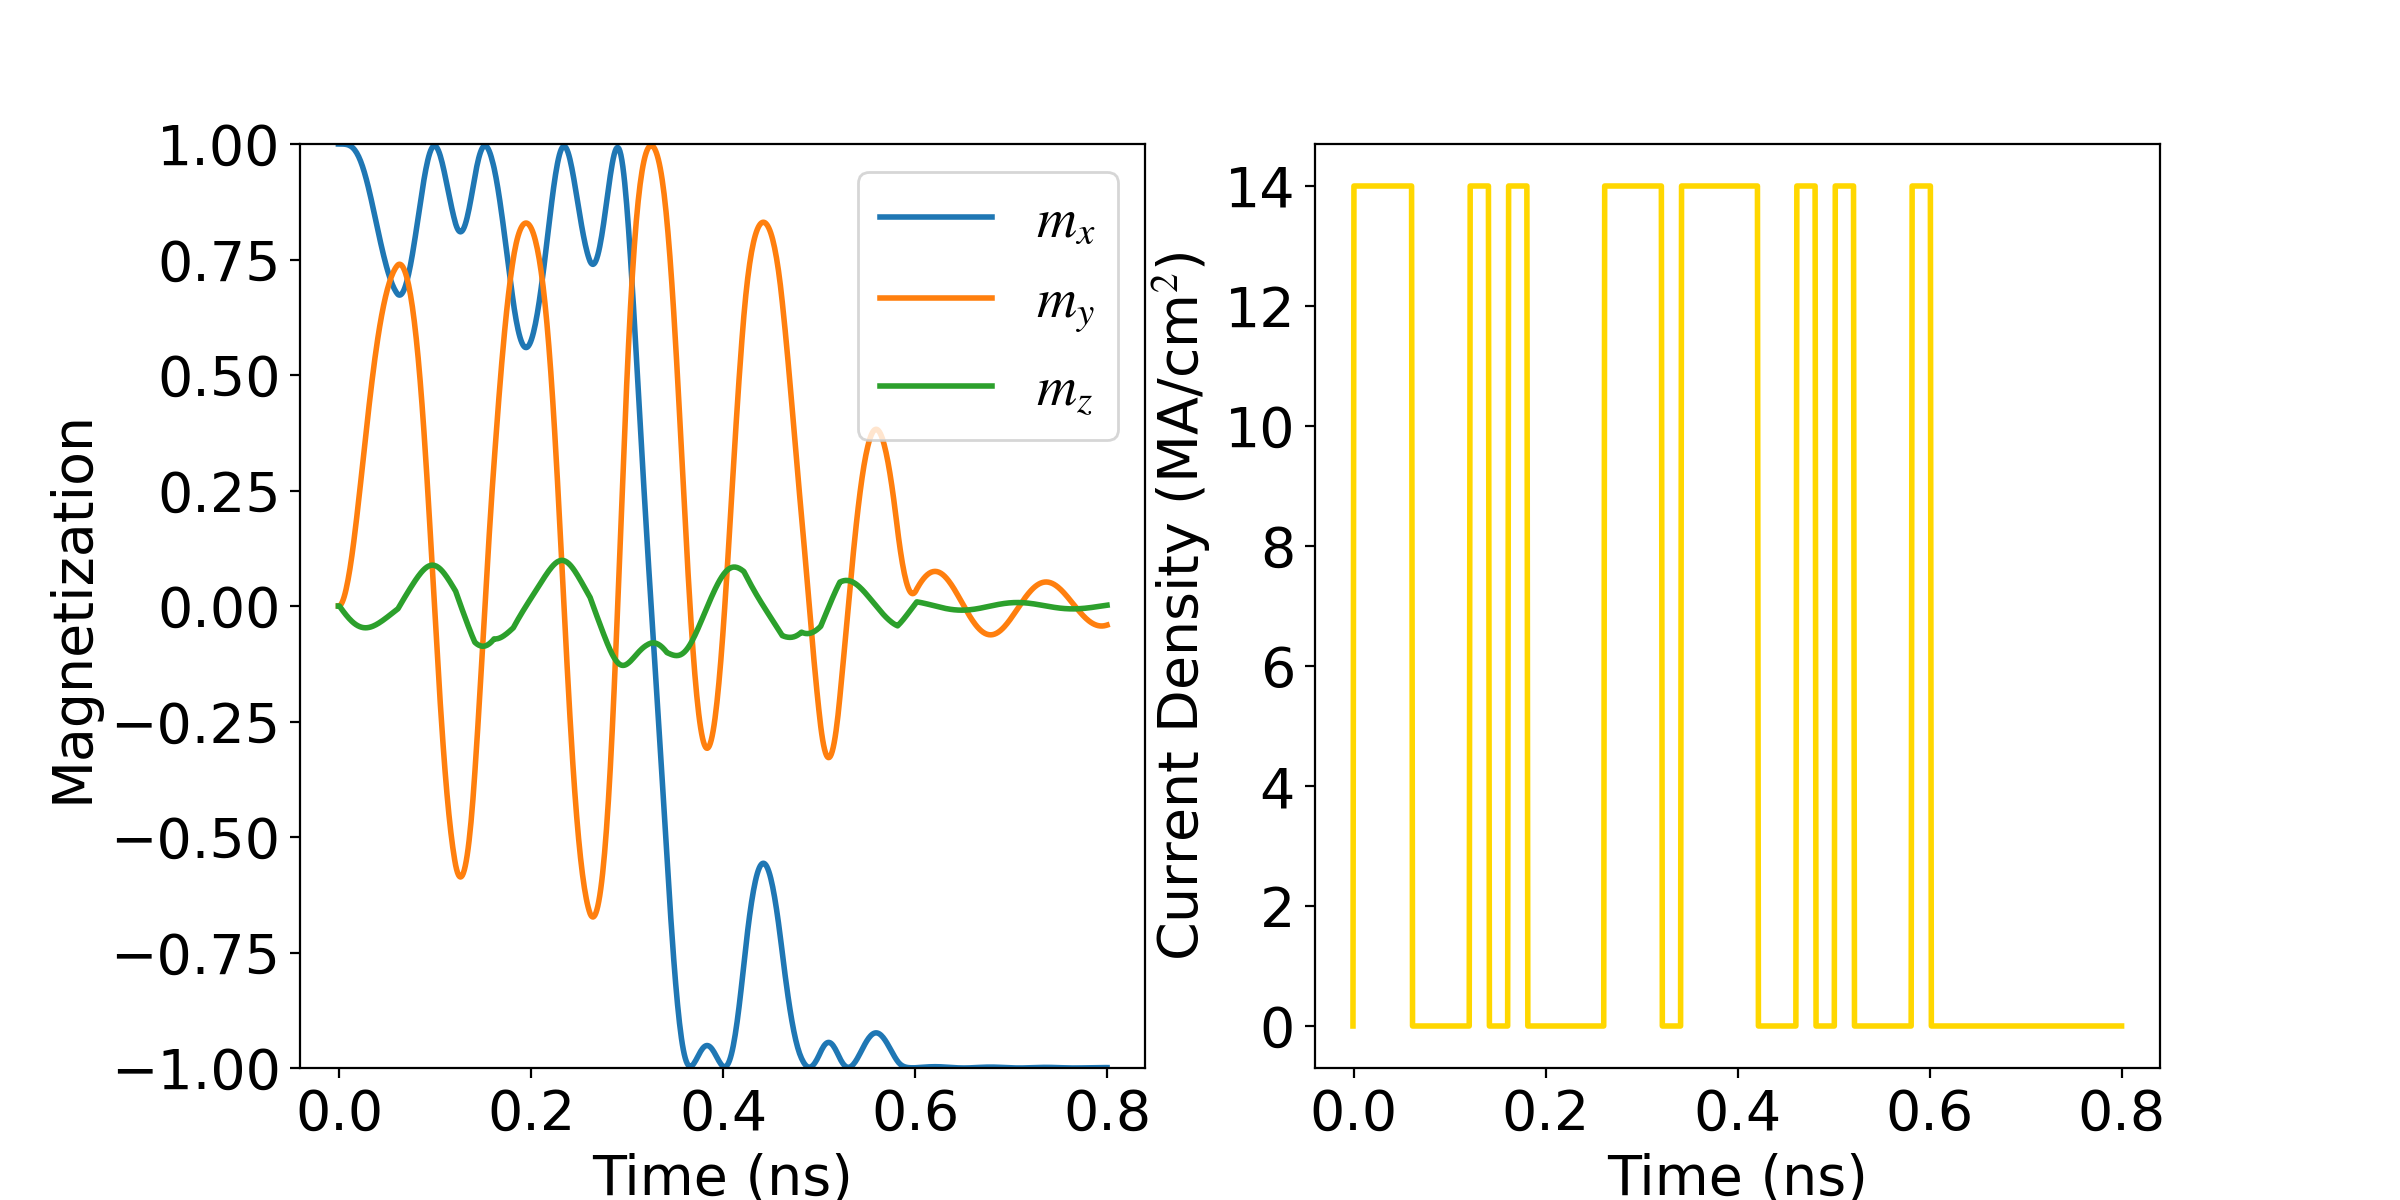 Magnetization
1.00
0.75
0.50
0.25
0.00
−0.25
−0.50
−0.75
−1.00
0.0 0.2 0.4 0.6 0.8
Time (ns)
m_x
m_y
m_z
Current Density (MA/cm²)
14
12
10
8
6
4
2
0
0.0 0.2 0.4 0.6 0.8
Time (ns)